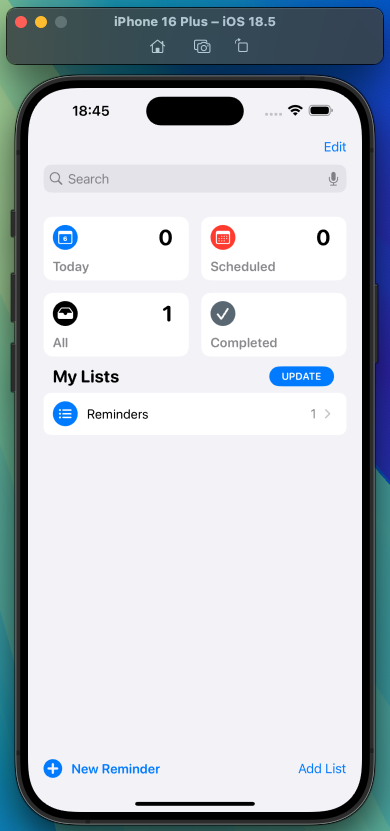 iPhone 16 Plus – iOS 18.5
18:45
Edit
Search
0
Today
0
Scheduled
1
All
Completed
My Lists
UPDATE
Reminders
1
New Reminder
Add List